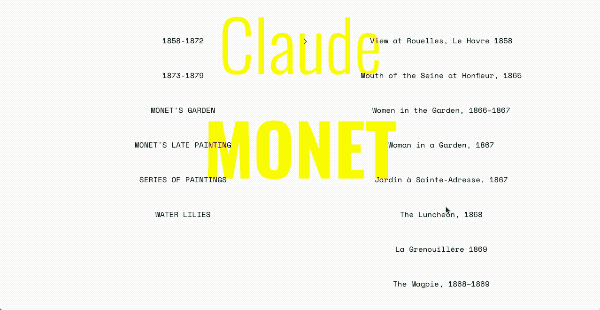 Claude
MONET
1858-1872
1873-1879
MONET'S GARDEN
MONET'S LATE PAINTING
SERIES OF PAINTINGS
WATER LILIES
>
View at Rouelles, Le Havre 1858
Mouth of the Seine at Honfleur, 1865
Women in the Garden, 1866–1867
Woman in a Garden, 1867
Jardin à Sainte-Adresse, 1867
The Luncheon, 1868
La Grenouillère 1869
The Magpie, 1868–1869